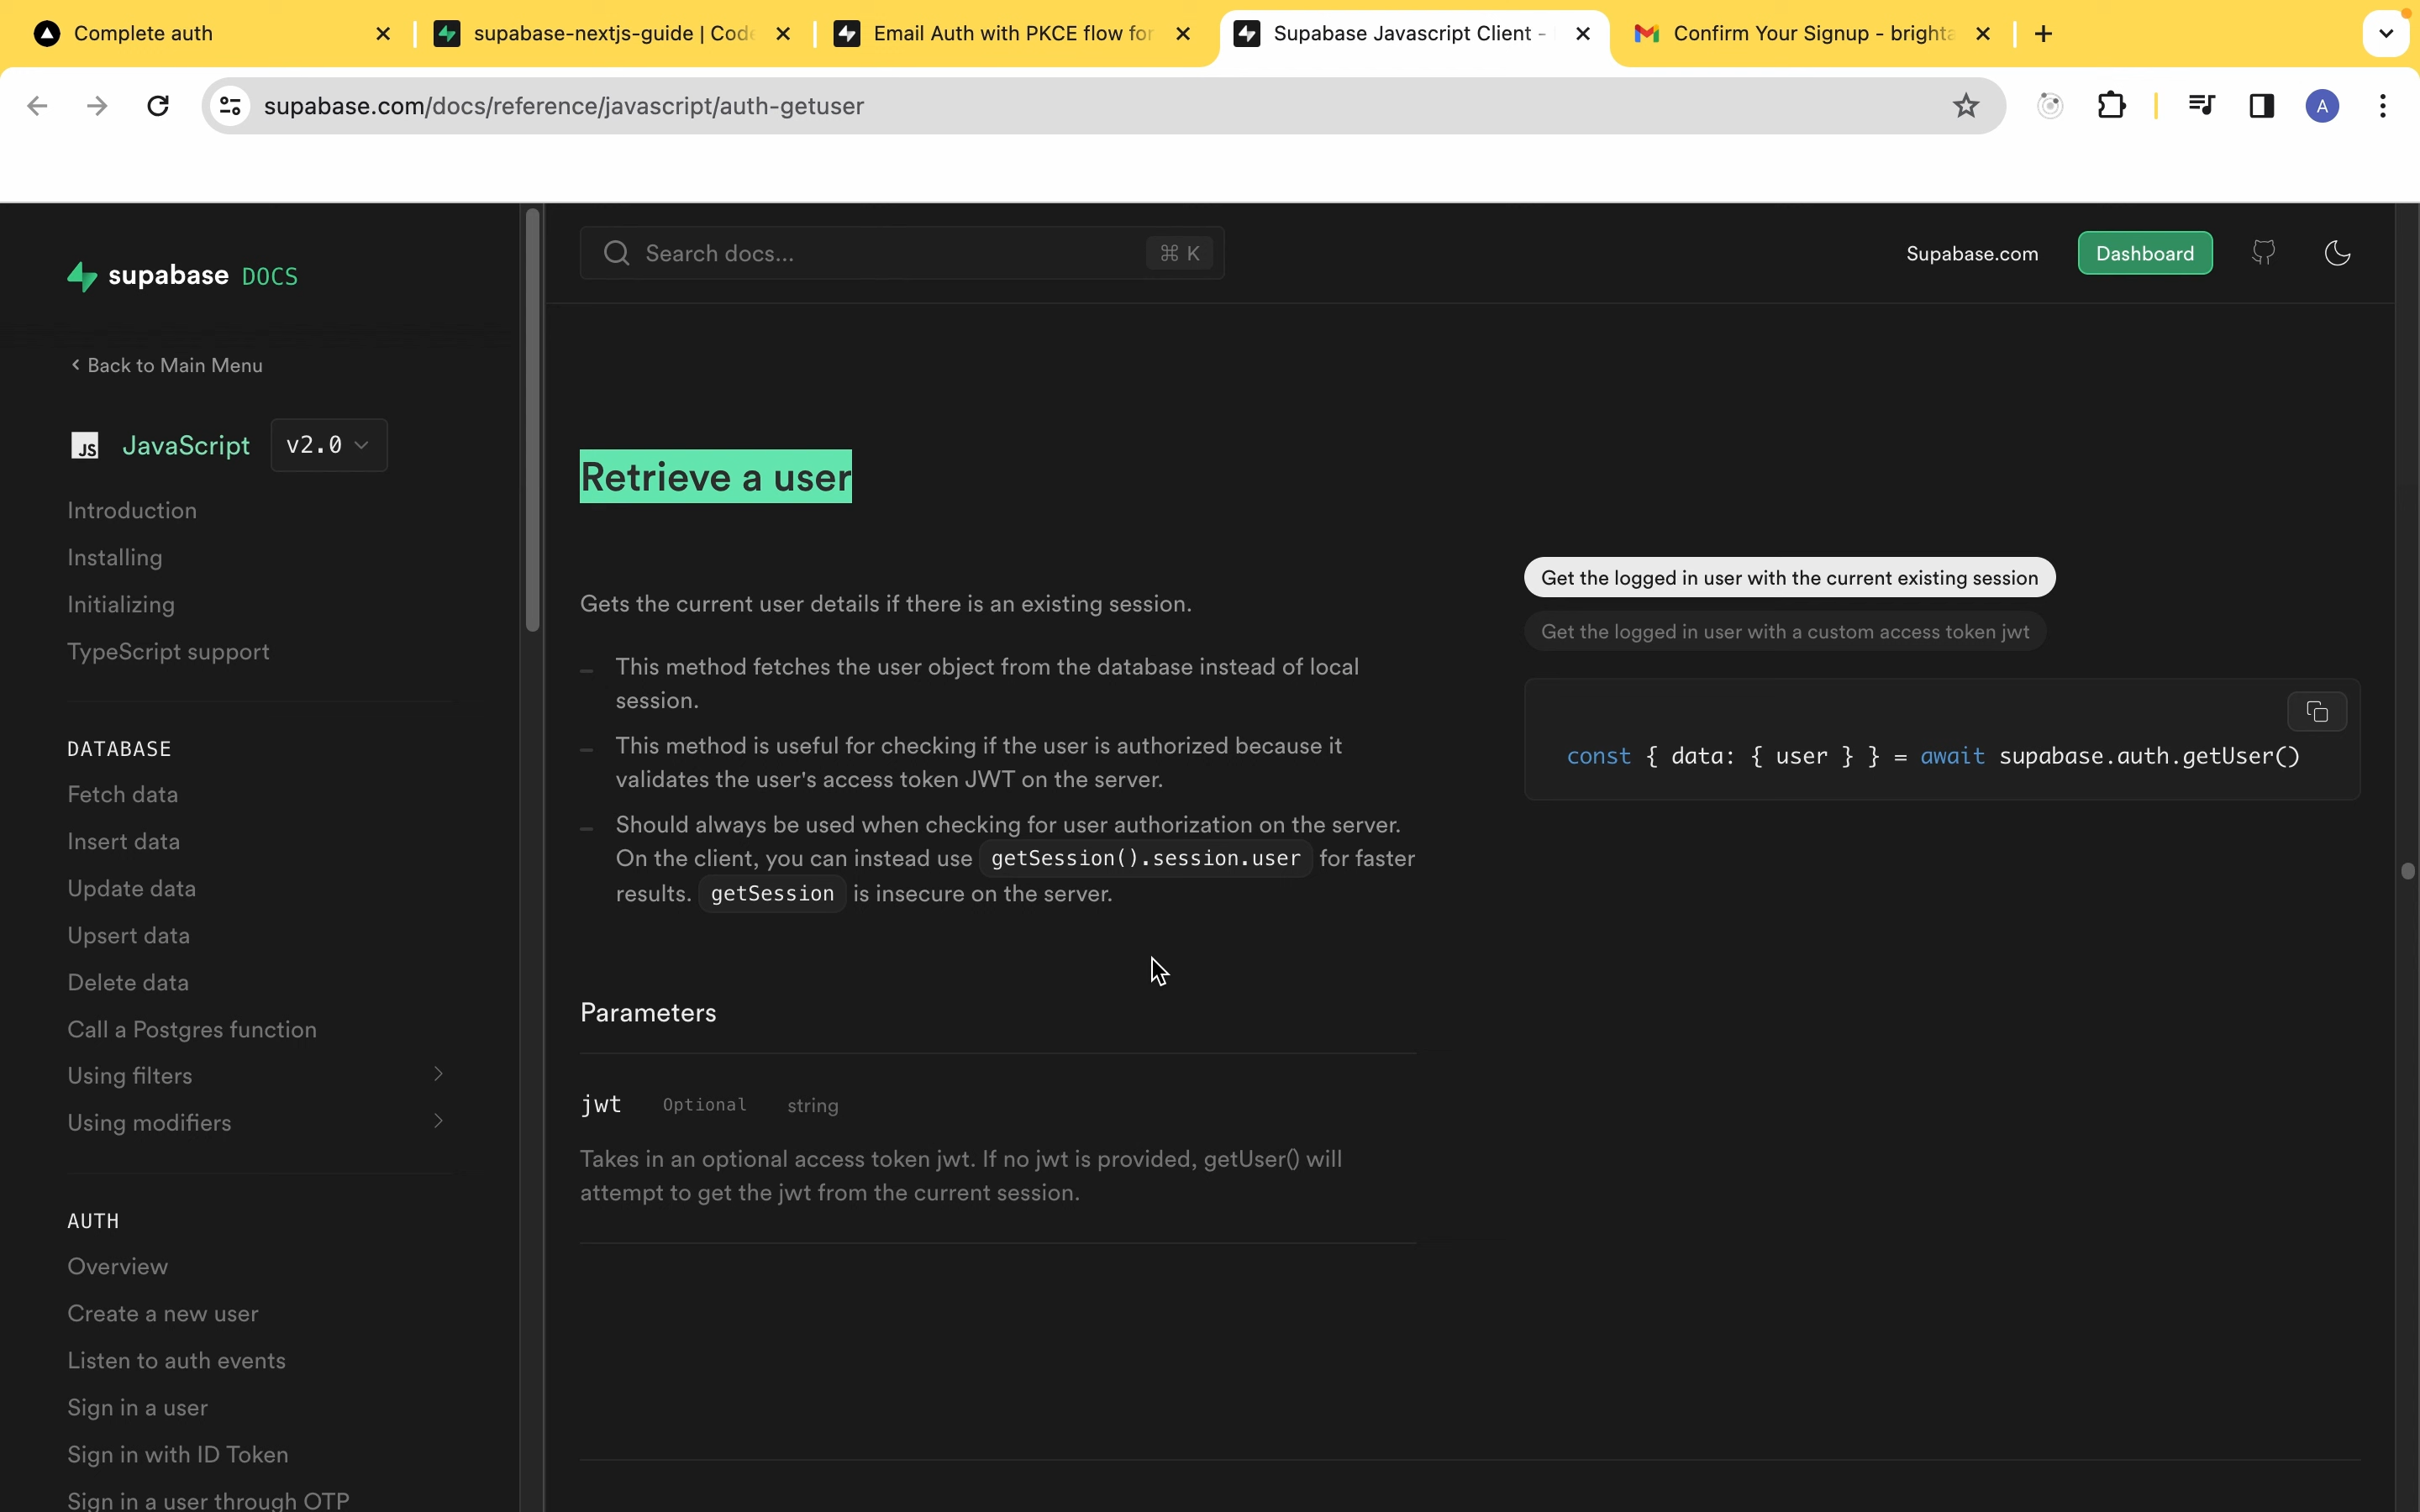 Complete auth
supabase-nextjs-guide | Code
Email Auth with PKCE flow for
Supabase Javascript Client -
Confirm Your Signup - brighta
supabase.com/docs/reference/javascript/auth-getuser
A
supabase DOCS
Search docs...
⌘ K
Supabase.com
Dashboard
Back to Main Menu
JS JavaScript v2.0
Introduction
Installing
Initializing
TypeScript support
DATABASE
Fetch data
Insert data
Update data
Upsert data
Delete data
Call a Postgres function
Using filters
Using modifiers
AUTH
Overview
Create a new user
Listen to auth events
Sign in a user
Sign in with ID Token
Sign in a user through OTP
Retrieve a user
Gets the current user details if there is an existing session.
This method fetches the user object from the database instead of local
session.
This method is useful for checking if the user is authorized because it
validates the user's access token JWT on the server.
Should always be used when checking for user authorization on the server.
On the client, you can instead use getSession().session.user for faster
results. getSession is insecure on the server.
Parameters
jwt Optional string
Takes in an optional access token jwt. If no jwt is provided, getUser() will
attempt to get the jwt from the current session.
Get the logged in user with the current existing session
Get the logged in user with a custom access token jwt
const { data: { user } } = await supabase.auth.getUser()